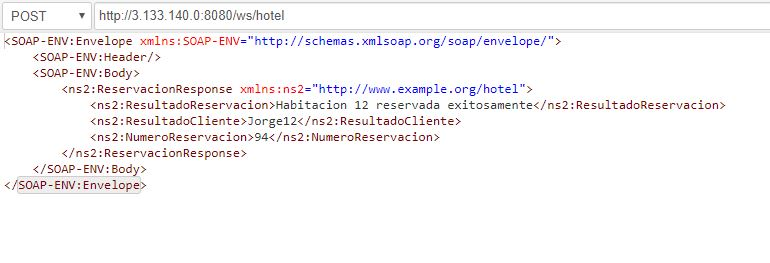 POST http://3.133.140.0:8080/ws/hotel
<SOAP-ENV:Envelope xmlns:SOAP-ENV="http://schemas.xmlsoap.org/soap/envelope/">
<SOAP-ENV:Header/>
<SOAP-ENV:Body>
<ns2:ReservacionResponse xmlns:ns2="http://www.example.org/hotel">
<ns2:ResultadoReservacion>Habitacion 12 reservada exitosamente</ns2:ResultadoReservacion>
<ns2:ResultadoCliente>Jorge12</ns2:ResultadoCliente>
<ns2:NumeroReservacion>94</ns2:NumeroReservacion>
</ns2:ReservacionResponse>
</SOAP-ENV:Body>
</SOAP-ENV:Envelope>